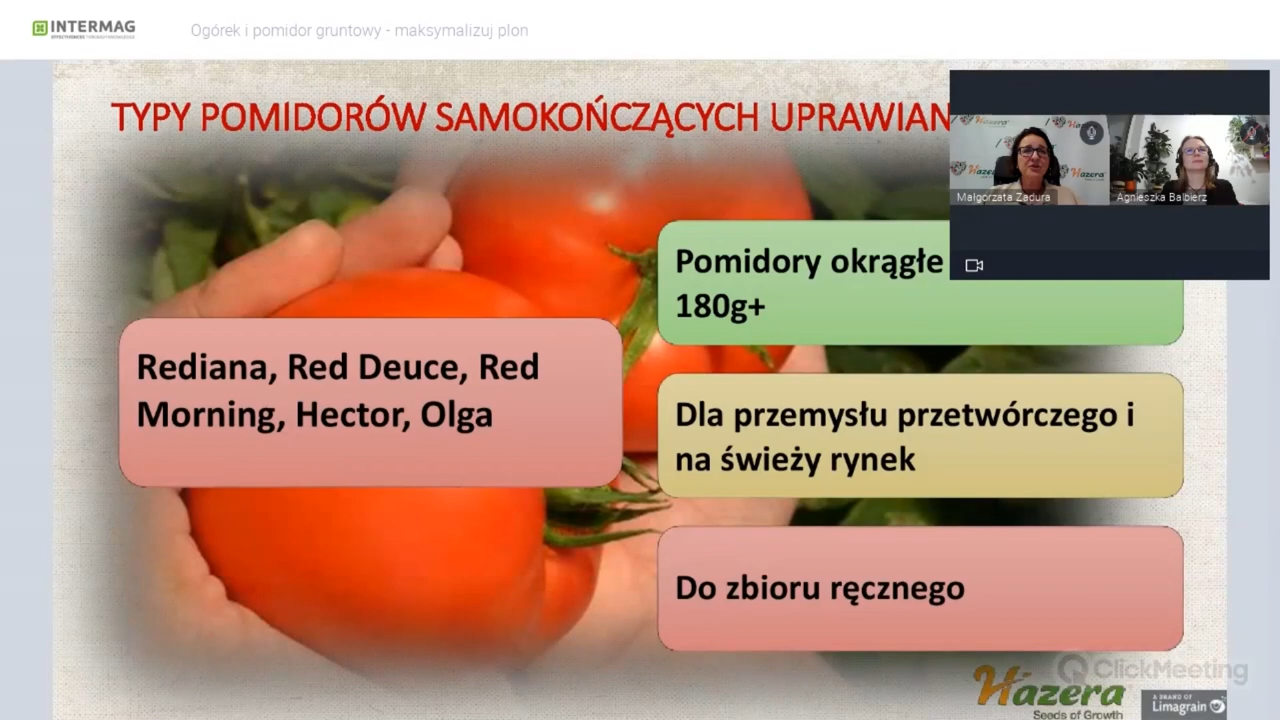 INTERMAG
Ogórek i pomidor gruntowy - maksymalizuj plon
TYPY POMIDORÓW SAMOKOŃCZĄCYCH UPRAWIAN
Hazera
Hazera
Małgorzata Zadura
Agnieszka Balbierz
Pomidory okrągłe
180g+
Rediana, Red Deuce, Red
Morning, Hector, Olga
Dla przemysłu przetwórczego i
na świeży rynek
Do zbioru ręcznego
ClickMeeting
Hazera
Seeds of Growth
A BRAND OF
Limagrain